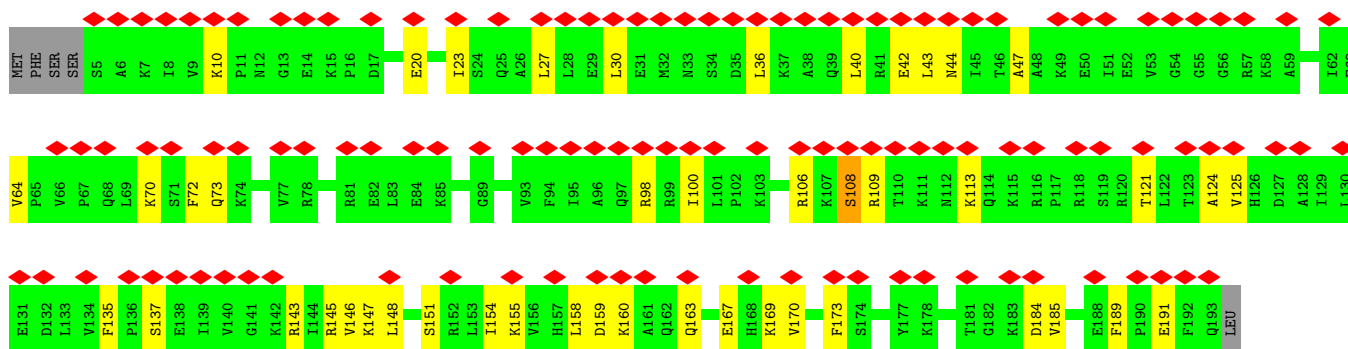 MET PHE SER SER S5 A6 K7 I8 V9 K10 P11 N12 G13 E14 K15 P16 D17 E20 I23 S24 Q25 A26 L27 L28 E29 L30 E31 M32 N33 S34 D35 L36 K37 A38 Q39 L40 R41 E42 L43 N44 I45 T46 A47 A48 K49 E50 I51 E52 V53 G54 G55 G56 R57 K58 A59 I62
V64 P65 V66 P67 Q68 L69 K70 S71 F72 Q73 K74 V77 R78 R81 E82 L83 E84 K85 G89 V93 F94 I95 A96 Q97 R98 R99 I100 L101 P102 K103 R106 K107 S108 R109 T110 K111 N112 K113 Q114 K115 R116 P117 R118 S119 R120 T121 L122 T123 A124 V125 H126 D127 A128 I129 L130
E131 D132 L133 V134 F135 P136 S137 E138 I139 V140 G141 K142 R143 I144 R145 V146 K147 L148 S151 R152 L153 I154 K155 V156 H157 L158 D159 K160 A161 Q162 Q163 E167 H168 K169 V170 F173 S174 Y177 K178 T181 G182 K183 D184 V185 E188 F189 P190 E191 F192 Q193 LEU